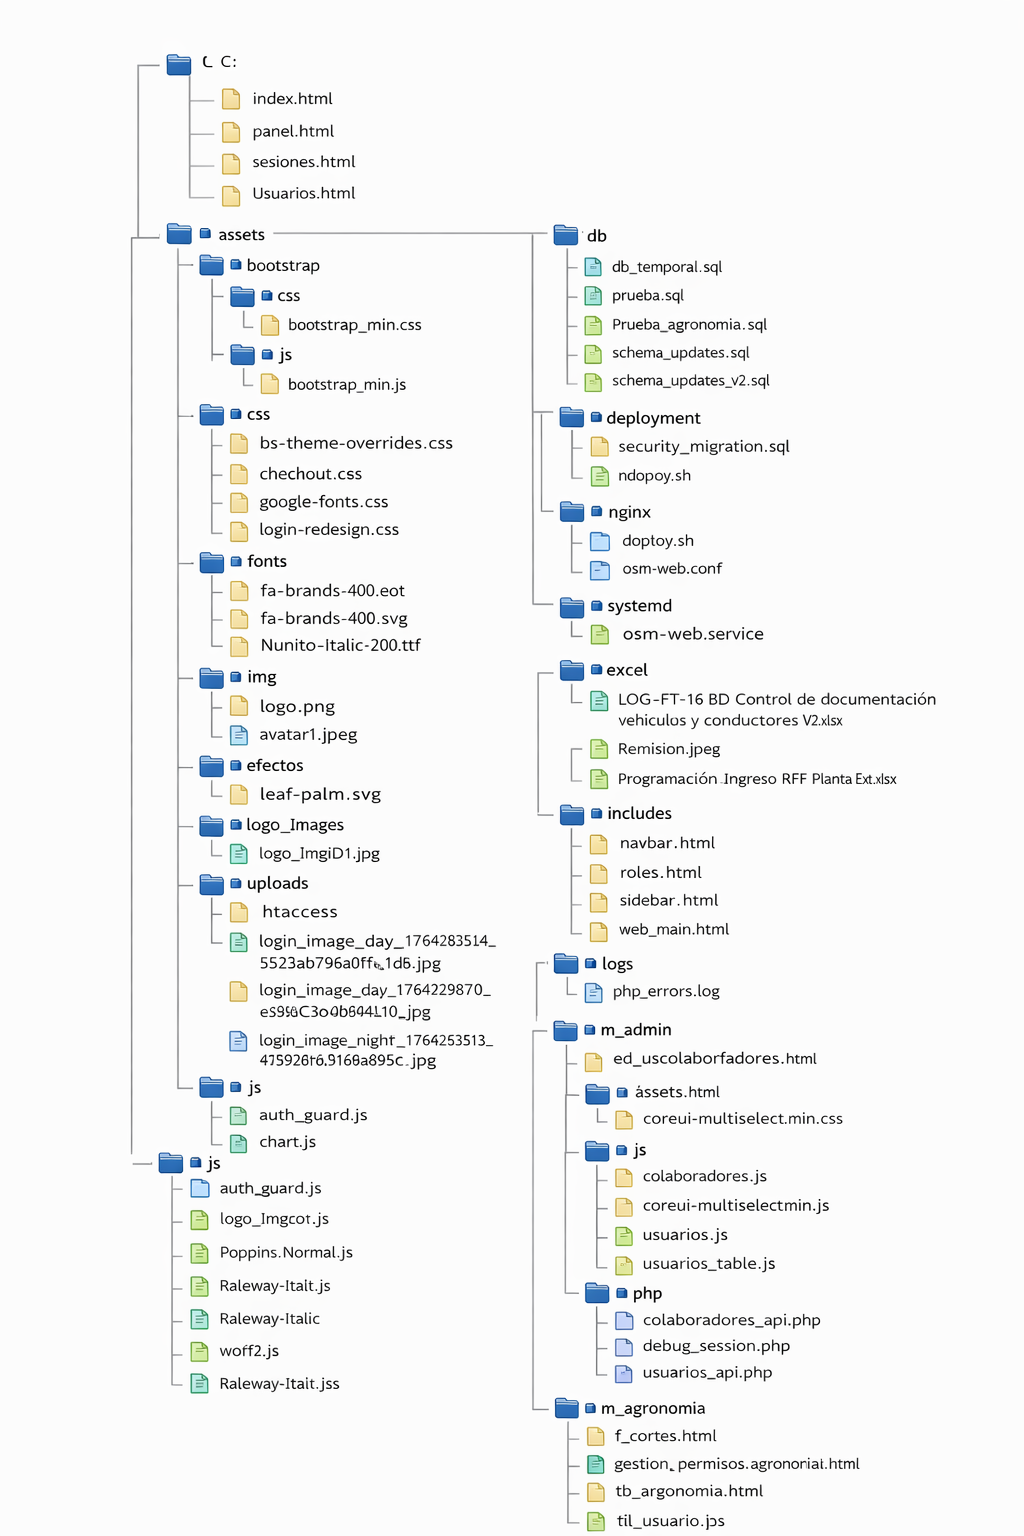 C:
index.html
panel.html
sesiones.html
Usuarios.html
assets
bootstrap
css
bootstrap_min.css
js
bootstrap_min.js
css
bs-theme-overrides.css
chechout.css
google-fonts.css
login-redesign.css
fonts
fa-brands-400.eot
fa-brands-400.svg
Nunito-Italic-200.ttf
img
logo.png
avatar1.jpeg
efectos
leaf-palm.svg
logo_Images
logo_ImgiD1.jpg
uploads
htaccess
login_image_day_1764283514_
login_image_day_1764229870_
login_image_night_1764253513_
js
auth_guard.js
chart.js
js
auth_guard.js
logo_Imgcot.js
Poppins.Normal.js
Raleway-Itait.js
Raleway-Italic
woff2.js
Raleway-Itait.jss
db
db_temporal.sql
prueba.sql
Prueba_agronomia.sql
schema_updates.sql
schema_updates_v2.sql
deployment
security_migration.sql
ndopoy.sh
nginx
doptoy.sh
osm-web.conf
systemd
osm-web.service
excel
LOG-FT-16 BD Control de documentación
vehiculos y conductores V2.xlsx
Remision.jpeg
Programación Ingreso RFF Planta Ext.xlsx
includes
navbar.html
roles.html
sidebar.html
web_main.html
logs
php_errors.log
m_admin
ed_uscolaborfadores.html
assets.html
coreui-multiselect.min.css
js
colaboradores.js
coreui-multiselectmin.js
usuarios.js
usuarios_table.js
php
colaboradores_api.php
debug_session.php
usuarios_api.php
m_agronomia
f_cortes.html
tb_argonomia.html
til_usuario.jps